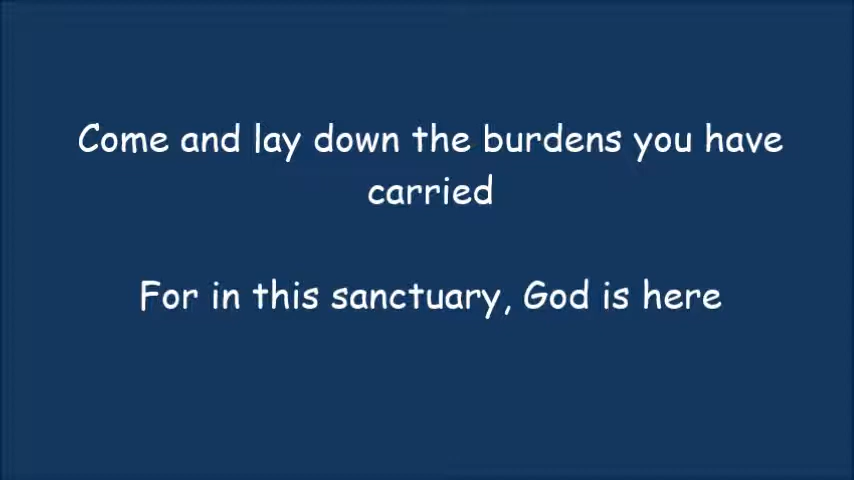 Come and lay down the burdens you have
carried
For in this sanctuary, God is here